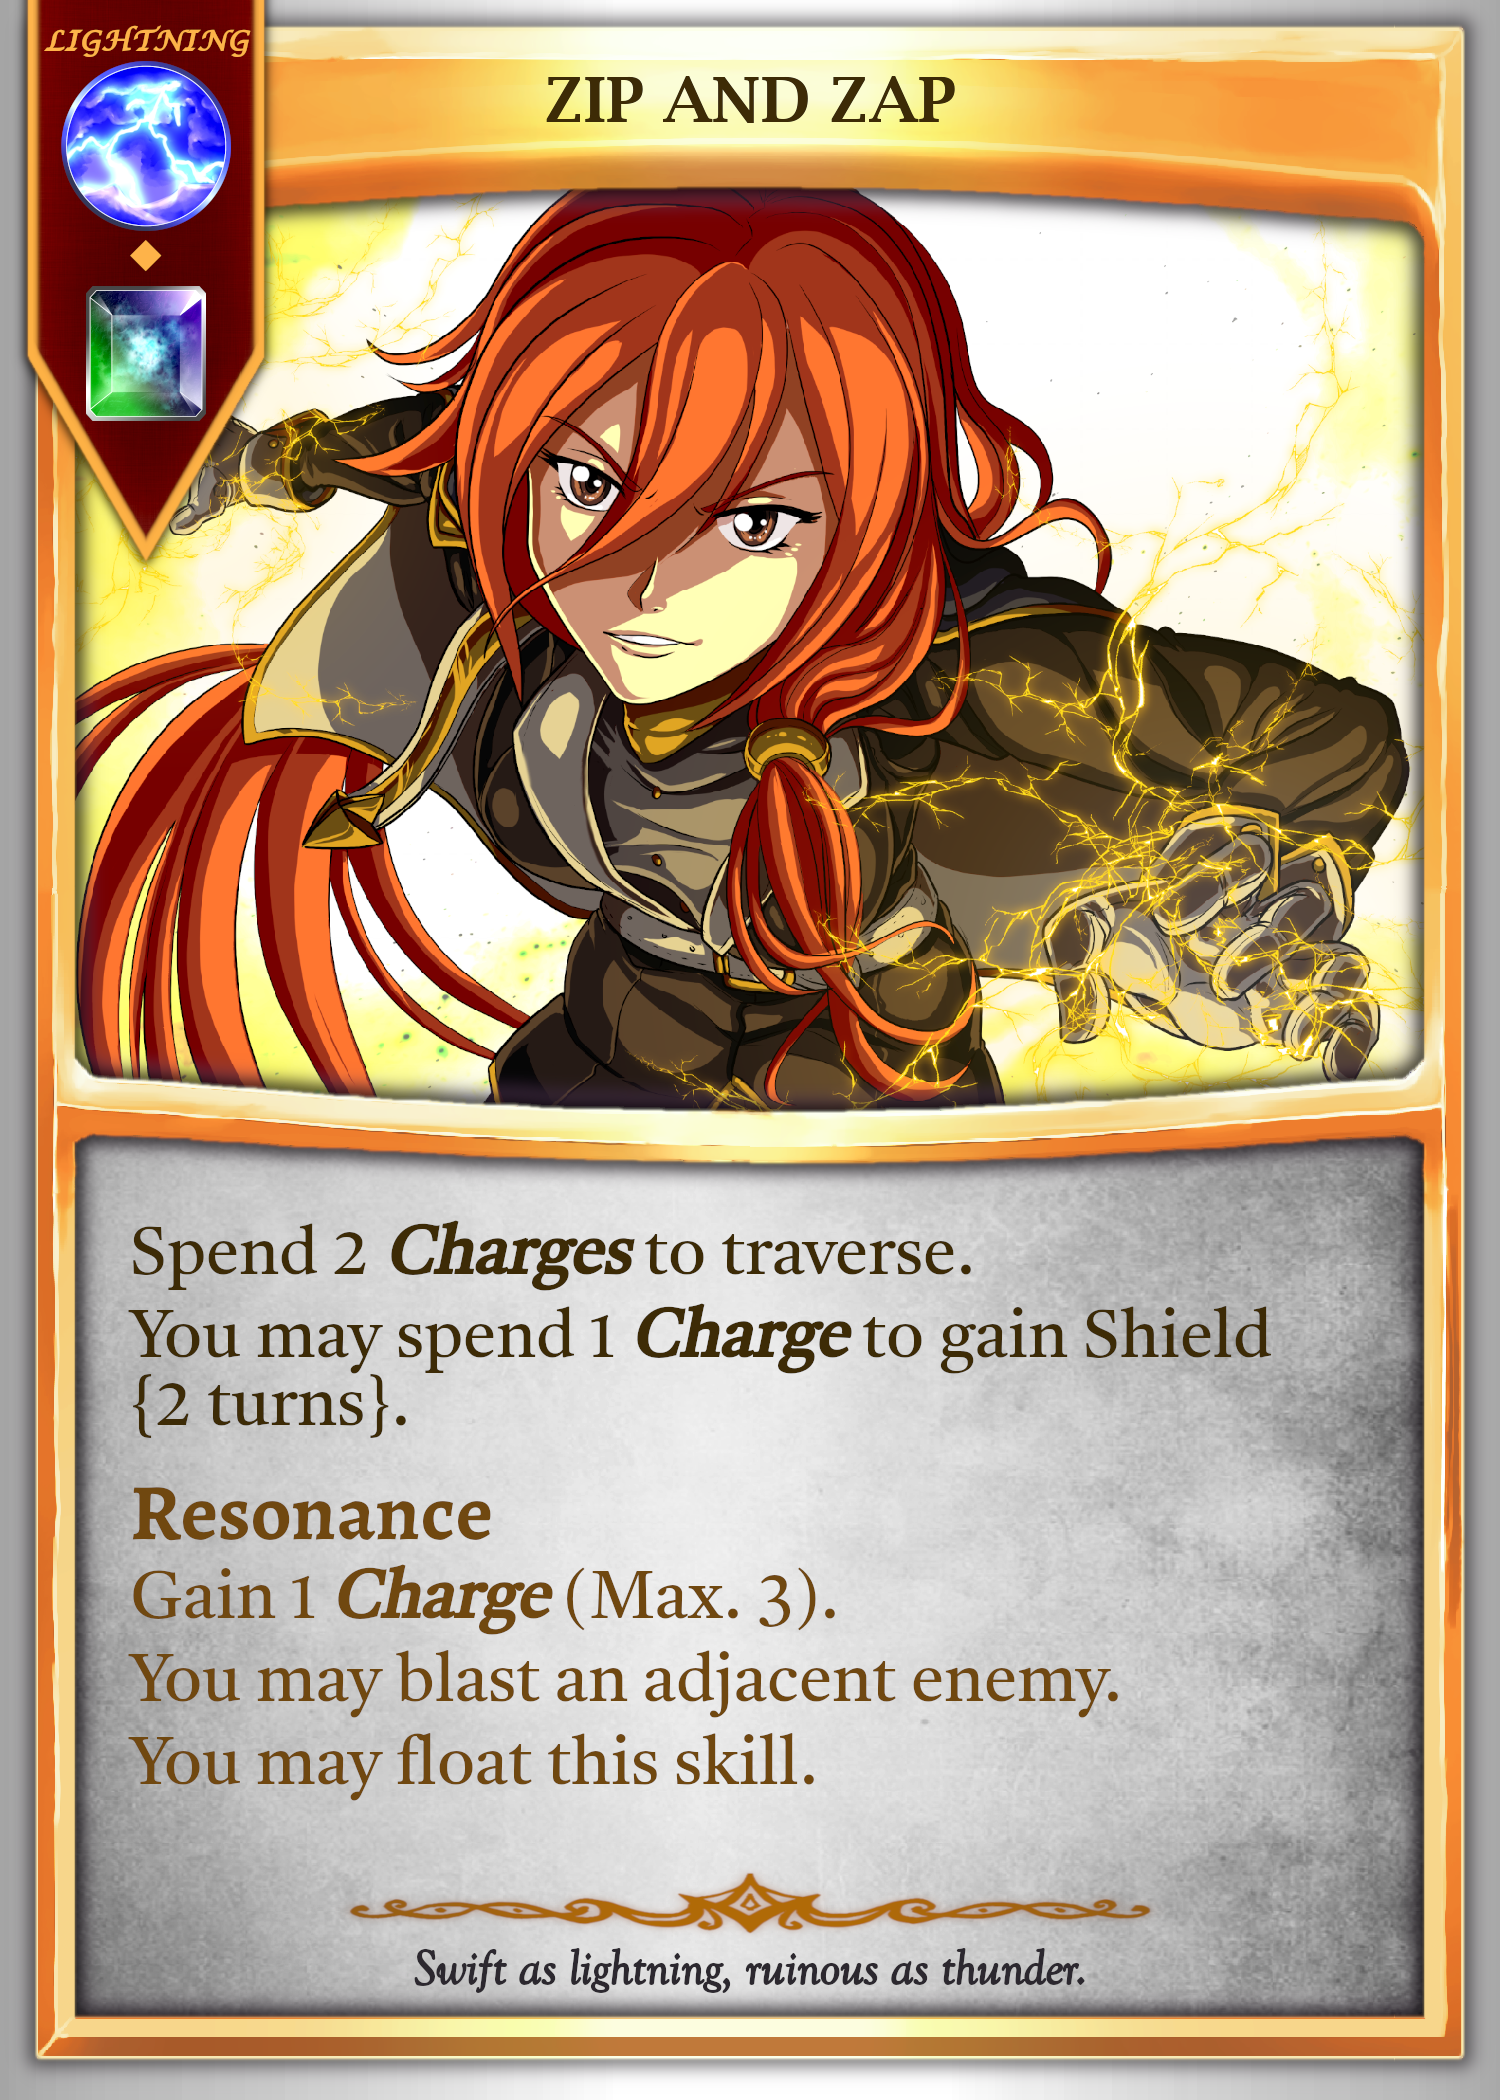 LIGHTNING
ZIP AND ZAP
Spend 2 Charges to traverse.
You may spend 1 Charge to gain Shield
{2 turns}.
Resonance
Gain 1 Charge (Max. 3).
You may blast an adjacent enemy.
You may float this skill.
Swift as lightning, ruinous as thunder.